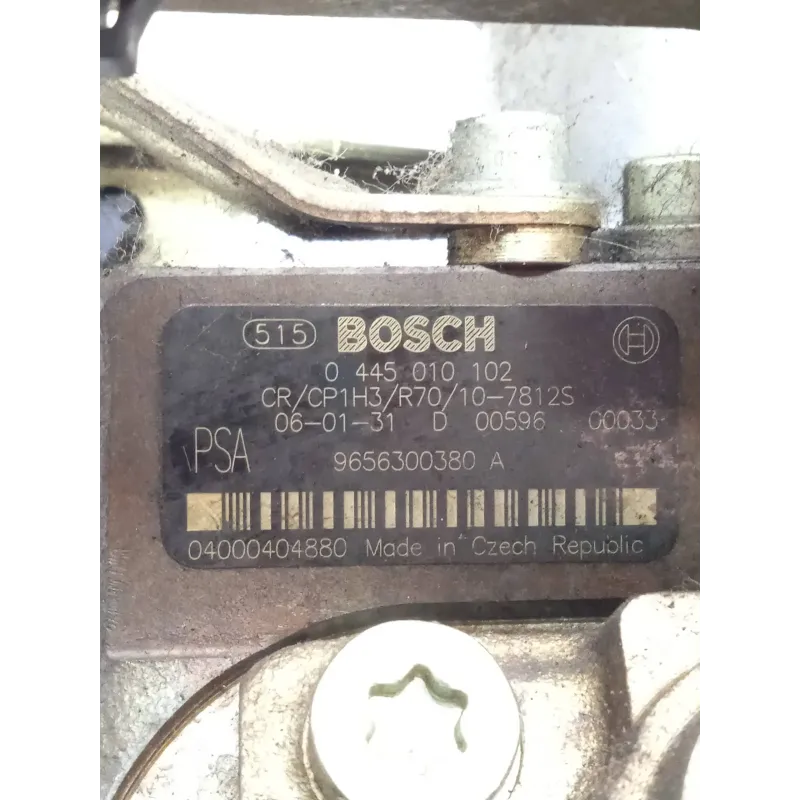 515 BOSCH
0 445 010 102
CR/CP1H3/R70/10-7812S
06-01-31 D 00596 00033
PSA 9656300380 A
04000404880 Made in Czech Republic